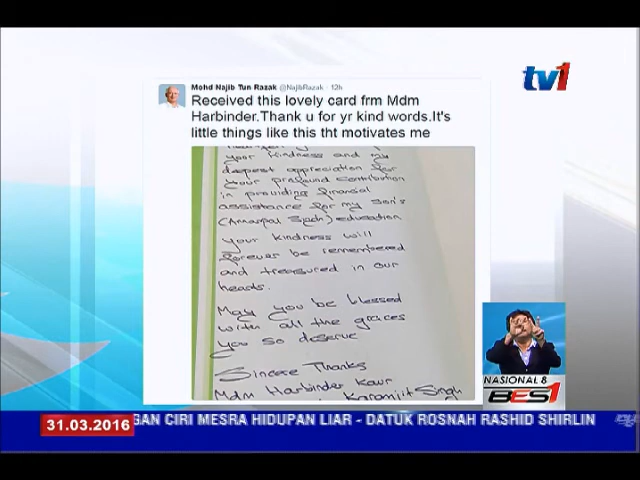 tv1
Mohd Najib Tun Razak @NajibRazak · 12h
Received this lovely card frm Mdm
Harbinder.Thank u for yr kind words.It's
little things like this tht motivates me
your kindness and my
deepest appreciation for
your profound contribution
in providing financial
assistance for my son's
(Amarpal Singh) education
your kindness will
forever be remembered
and treasured in our
heads.
May you be blessed
with all the graces
you so deserve
Sincere Thanks
Mdm Harbinder Kaur
Karamjit Singh
NASIONAL 8
BES1
31.03.2016
GAN CIRI MESRA HIDUPAN LIAR - DATUK ROSNAH RASHID SHIRLIN